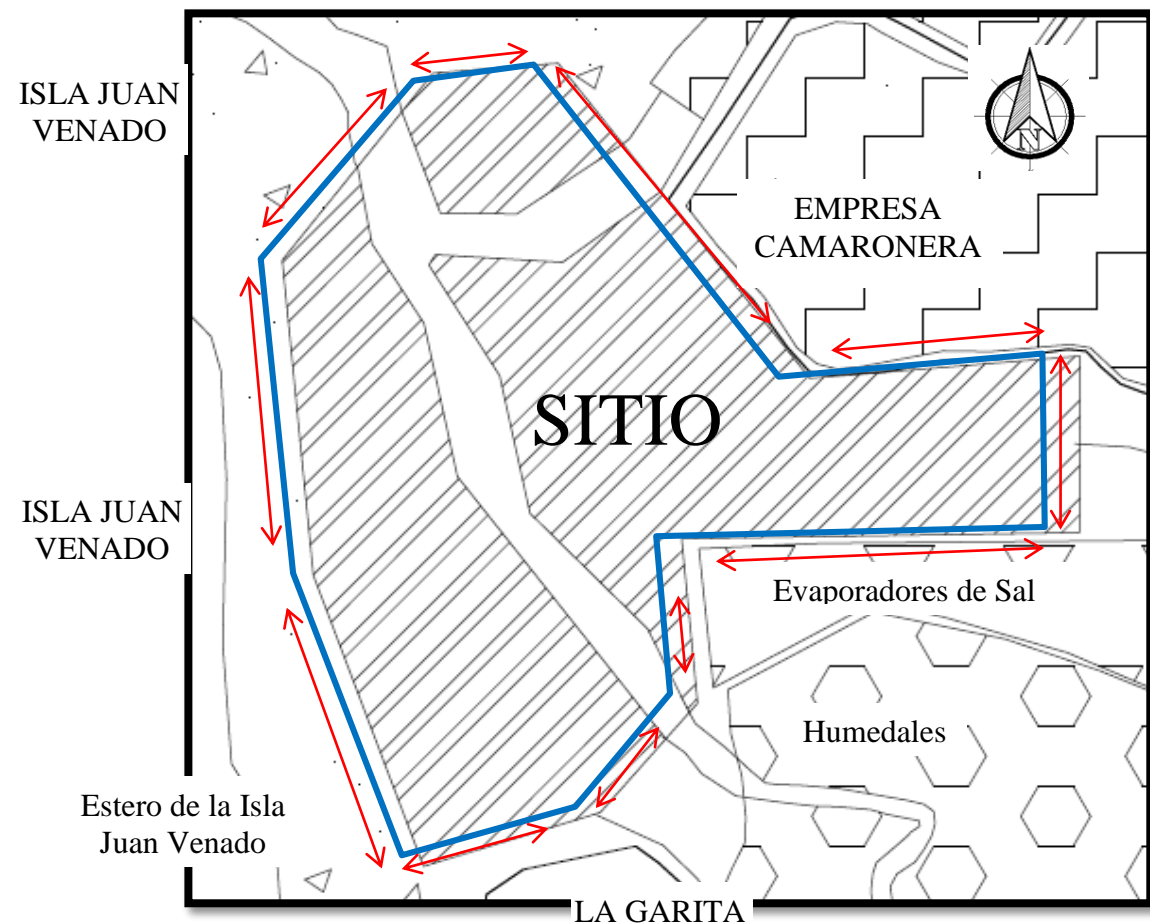 ISLA JUAN
VENADO
N
EMPRESA
CAMARONERA
SITIO
ISLA JUAN
VENADO
Evaporadores de Sal
Humedales
Estero de la Isla
Juan Venado
LA GARITA